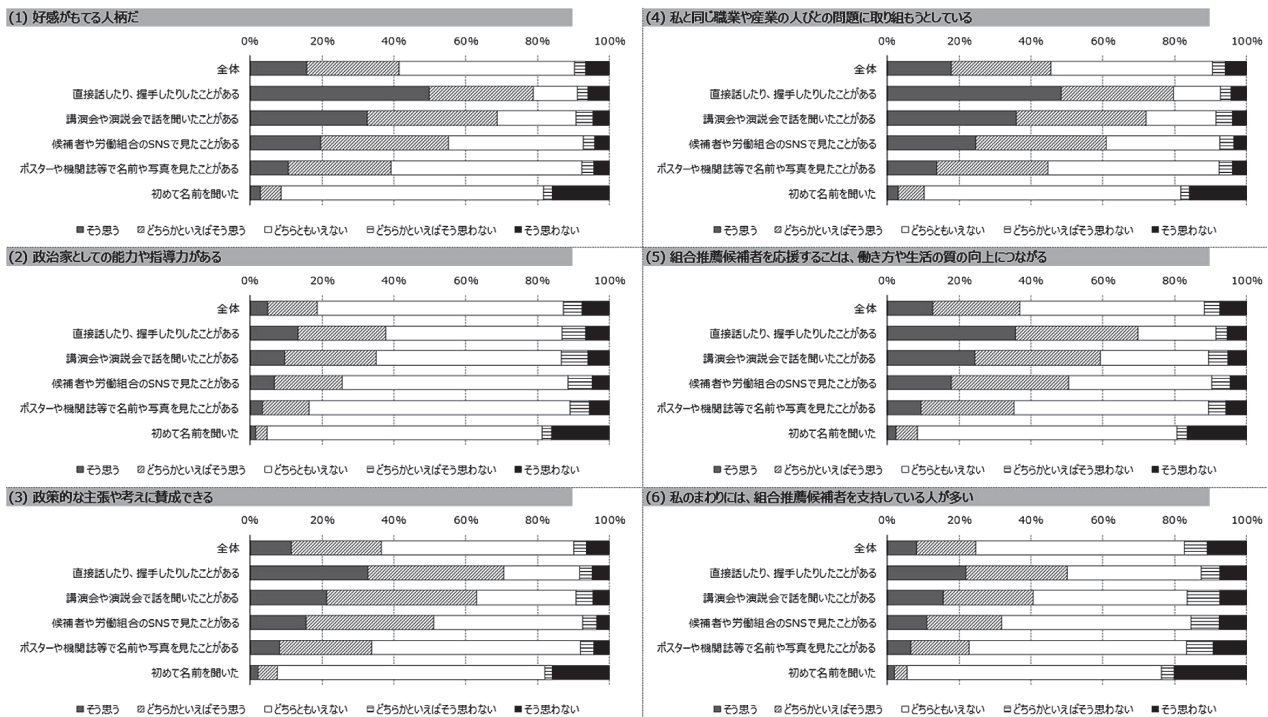 (1) 好感がもてる人柄だ
0% 20% 40% 60% 80% 100%
全体
直接話したり、握手したりしたことがある
講演会や演説会で話を聞いたことがある
候補者や労働組合のSNSで見たことがある
ポスターや機関誌等で名前や写真を見たことがある
初めて名前を聞いた
そう思う どちらかといえばそう思う どちらともいえない どちらかといえばそう思わない そう思わない
(2) 政治家としての能力や指導力がある
0% 20% 40% 60% 80% 100%
全体
直接話したり、握手したりしたことがある
講演会や演説会で話を聞いたことがある
候補者や労働組合のSNSで見たことがある
ポスターや機関誌等で名前や写真を見たことがある
初めて名前を聞いた
そう思う どちらかといえばそう思う どちらともいえない どちらかといえばそう思わない そう思わない
(3) 政策的な主張や考えに賛成できる
0% 20% 40% 60% 80% 100%
全体
直接話したり、握手したりしたことがある
講演会や演説会で話を聞いたことがある
候補者や労働組合のSNSで見たことがある
ポスターや機関誌等で名前や写真を見たことがある
初めて名前を聞いた
そう思う どちらかといえばそう思う どちらともいえない どちらかといえばそう思わない そう思わない
(4) 私と同じ職業や産業の人びとの問題に取り組もうとしている
0% 20% 40% 60% 80% 100%
全体
直接話したり、握手したりしたことがある
講演会や演説会で話を聞いたことがある
候補者や労働組合のSNSで見たことがある
ポスターや機関誌等で名前や写真を見たことがある
初めて名前を聞いた
そう思う どちらかといえばそう思う どちらともいえない どちらかといえばそう思わない そう思わない
(5) 組合推薦候補者を応援することは、働き方や生活の質の向上につながる
0% 20% 40% 60% 80% 100%
全体
直接話したり、握手したりしたことがある
講演会や演説会で話を聞いたことがある
候補者や労働組合のSNSで見たことがある
ポスターや機関誌等で名前や写真を見たことがある
初めて名前を聞いた
そう思う どちらかといえばそう思う どちらともいえない どちらかといえばそう思わない そう思わない
(6) 私のまわりには、組合推薦候補者を支持している人が多い
0% 20% 40% 60% 80% 100%
全体
直接話したり、握手したりしたことがある
講演会や演説会で話を聞いたことがある
候補者や労働組合のSNSで見たことがある
ポスターや機関誌等で名前や写真を見たことがある
初めて名前を聞いた
そう思う どちらかといえばそう思う どちらともいえない どちらかといえばそう思わない そう思わない